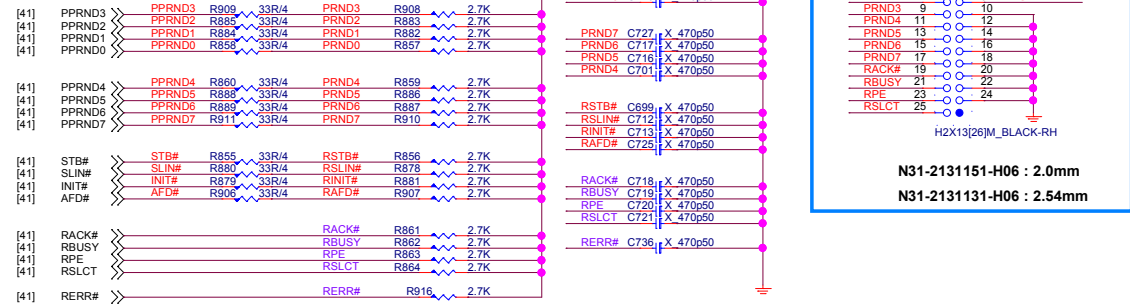 [41] PPRND3 PPRND3 R909 33R/4 PRND3 R908 2.7K
[41] PPRND2 PPRND2 R885 33R/4 PRND2 R883 2.7K
[41] PPRND1 PPRND1 R884 33R/4 PRND1 R882 2.7K
[41] PPRND0 PPRND0 R858 33R/4 PRND0 R857 2.7K
[41] PPRND4 PPRND4 R860 33R/4 PRND4 R859 2.7K
[41] PPRND5 PPRND5 R888 33R/4 PRND5 R886 2.7K
[41] PPRND6 PPRND6 R889 33R/4 PRND6 R887 2.7K
[41] PPRND7 PPRND7 R911 33R/4 PRND7 R910 2.7K
[41] STB# STB# R855 33R/4 RSTB# R856 2.7K
[41] SLIN# SLIN# R880 33R/4 RSLIN# R878 2.7K
[41] INIT# INIT# R879 33R/4 RINIT# R881 2.7K
[41] AFD# AFD# R906 33R/4 RAFD# R907 2.7K
[41] RACK# RACK# R861 2.7K
[41] RBUSY RBUSY R862 2.7K
[41] RPE RPE R863 2.7K
[41] RSLCT RSLCT R864 2.7K
[41] RERR# RERR# R916 2.7K
PRND7 C727 X_470p50
PRND6 C717 X_470p50
PRND5 C716 X_470p50
PRND4 C701 X_470p50
RSTB# C699 X_470p50
RSLIN# C712 X_470p50
RINIT# C713 X_470p50
RAFD# C725 X_470p50
RACK# C718 X_470p50
RBUSY C719 X_470p50
RPE C720 X_470p50
RSLCT C721 X_470p50
RERR# C736 X_470p50
PRND3 9 10
PRND4 11 12
PRND5 13 14
PRND6 15 16
PRND7 17 18
RACK# 19 20
RBUSY 21 22
RPE 23 24
RSLCT 25
H2X13[26]M_BLACK-RH
N31-2131151-H06 : 2.0mm
N31-2131131-H06 : 2.54mm